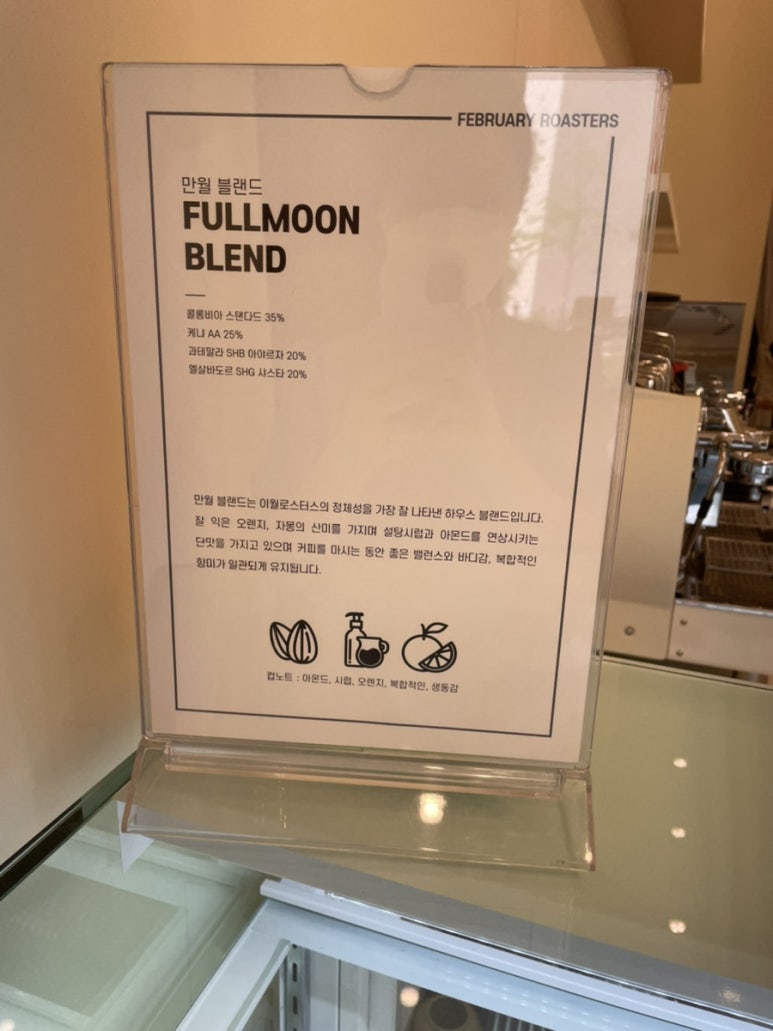 FEBRUARY ROASTERS
만월 블랜드
FULLMOON
BLEND
콜롬비아 스탠다드 35%
케냐 AA 25%
과테말라 SHB 아야르자 20%
엘살바도르 SHG 샤스타 20%
만월 블랜드는 이월로스터스의 정체성을 가장 잘 나타낸 하우스 블랜드입니다.
잘 익은 오렌지, 자몽의 산미를 가지며 설탕시럽과 아몬드를 연상시키는
단맛을 가지고 있으며 커피를 마시는 동안 좋은 밸런스와 바디감, 복합적인
향미가 일관되게 유지됩니다.
컵노트 : 아몬드, 시럽, 오렌지, 복합적인, 생동감